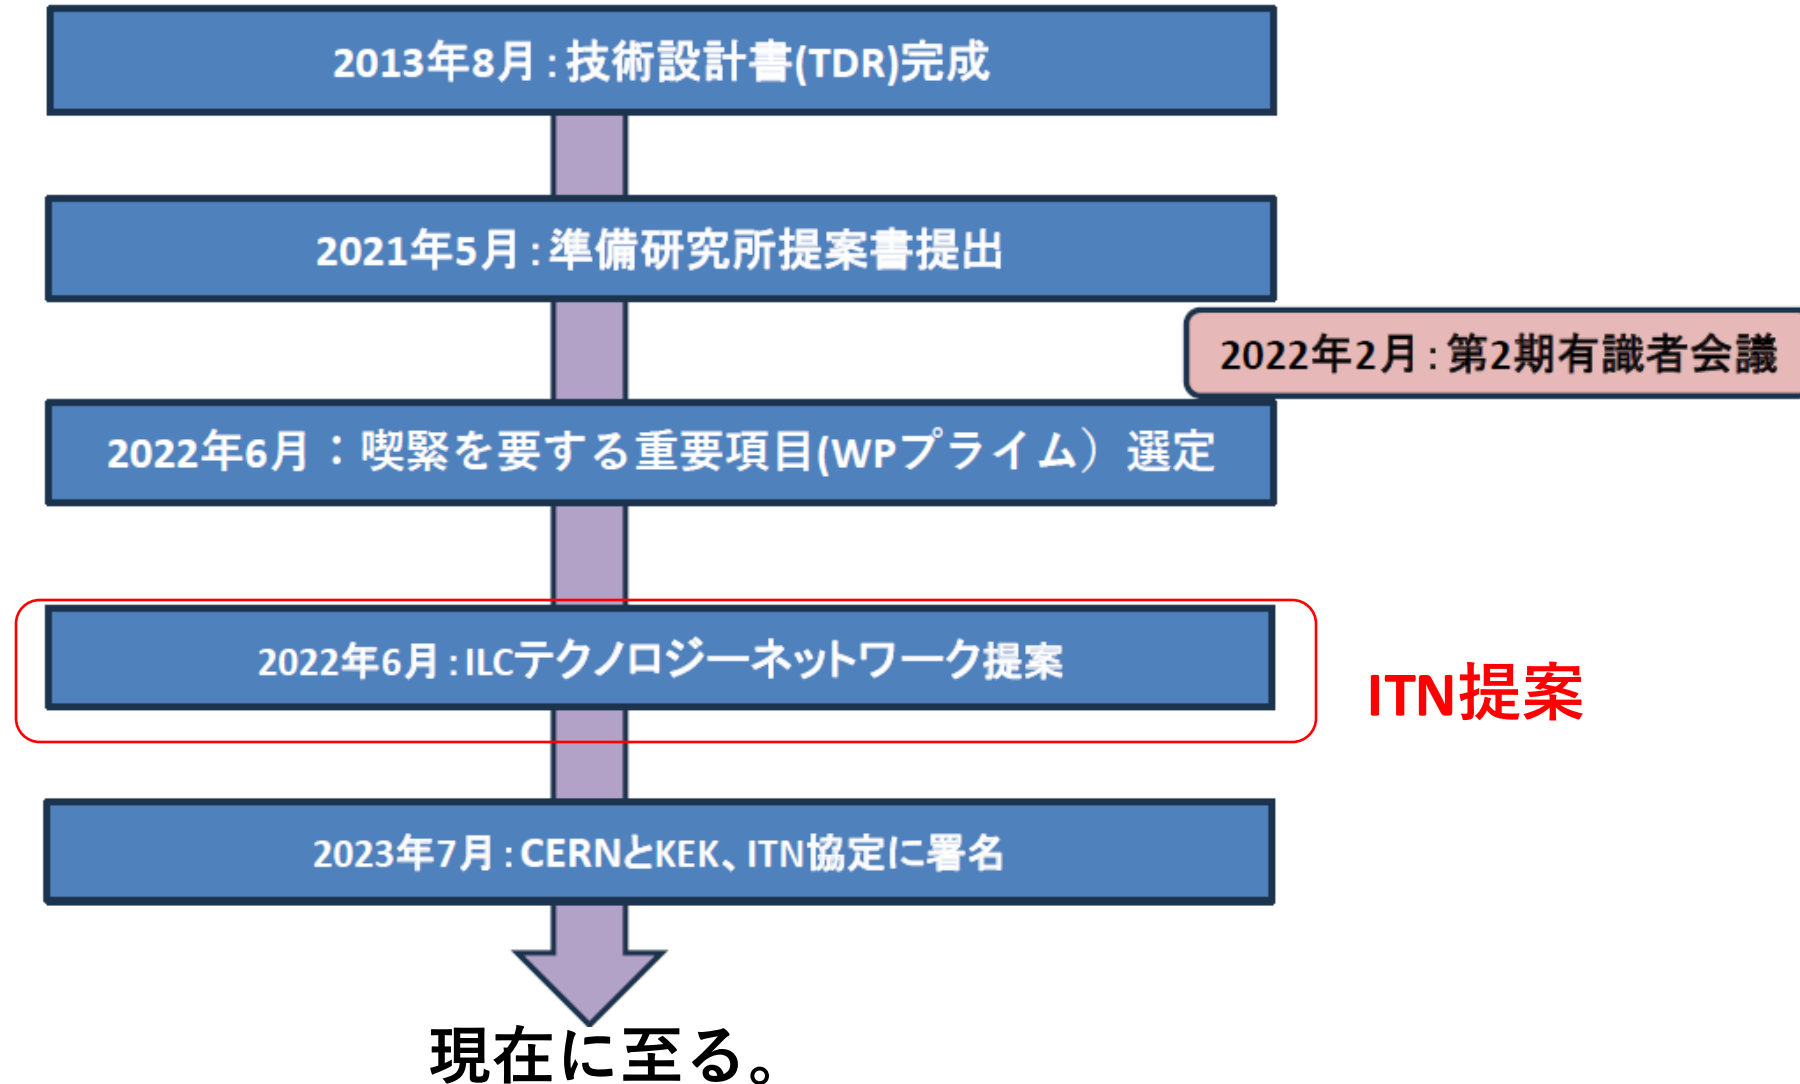 2013年8月：技術設計書(TDR)完成
2021年5月：準備研究所提案書提出
2022年2月：第2期有識者会議
2022年6月：喫緊を要する重要項目(WPプライム）選定
2022年6月：ILCテクノロジーネットワーク提案
ITN提案
2023年7月：CERNとKEK、ITN協定に署名
現在に至る。